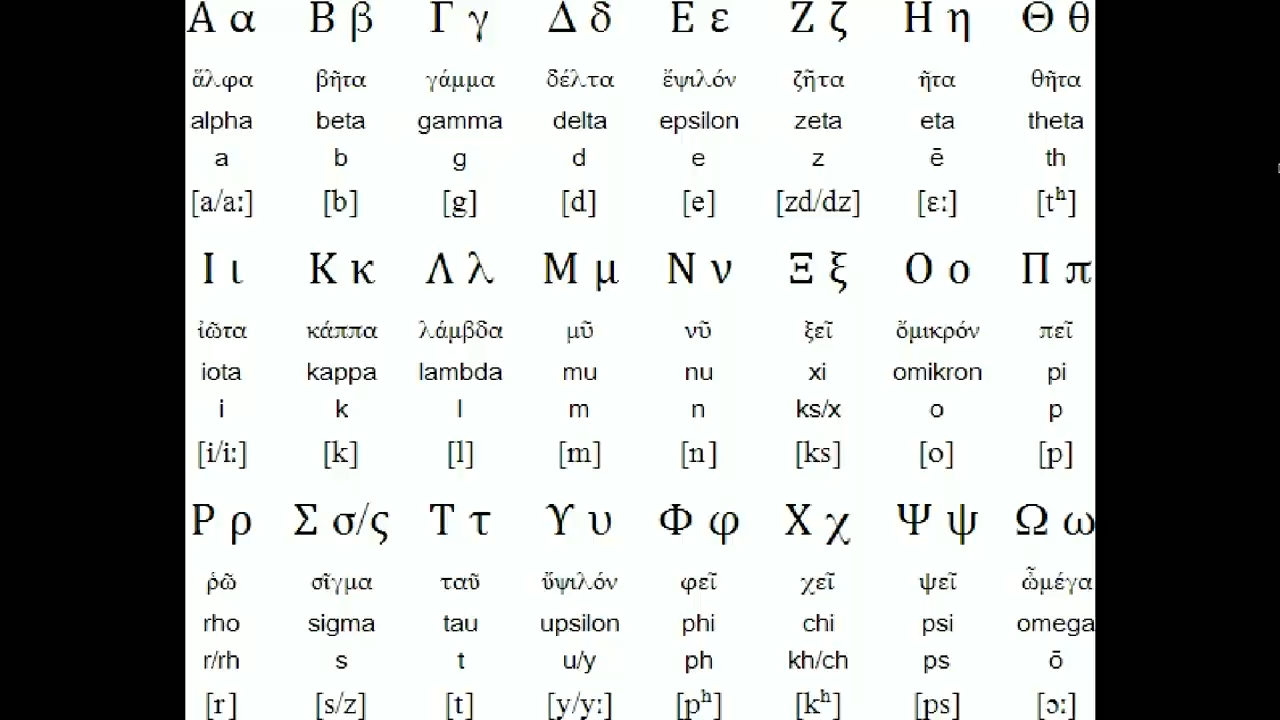 Α α Β β Γ γ Δ δ Ε ε Ζ ζ Η η Θ θ
ἄλφα βῆτα γάμμα δέλτα ἔψιλόν ζῆτα ῆτα θῆτα
alpha beta gamma delta epsilon zeta eta theta
a b g d e z ē th
[a/aː] [b] [g] [d] [e] [zd/dz] [ɛː] [tʰ]
Ι ι Κ κ Λ λ Μ μ Ν ν Ξ ξ Ο ο Π π
ἰῶτα κάππα λάμβδα μῦ νῦ ξεῖ ὄμικρόν πεῖ
iota kappa lambda mu nu xi omikron pi
i k l m n ks/x o p
[i/iː] [k] [l] [m] [n] [ks] [o] [p]
Ρ ρ Σ σ/ς Τ τ ϒ υ Φ φ Χ χ Ψ ψ Ω ω
ῥῶ σῖγμα ταῦ ὔψιλόν φεῖ χεῖ ψεῖ ὦμέγα
rho sigma tau upsilon phi chi psi omega
r/rh s t u/y ph kh/ch ps ō
[r] [s/z] [t] [y/yː] [pʰ] [kʰ] [ps] [ɔː]